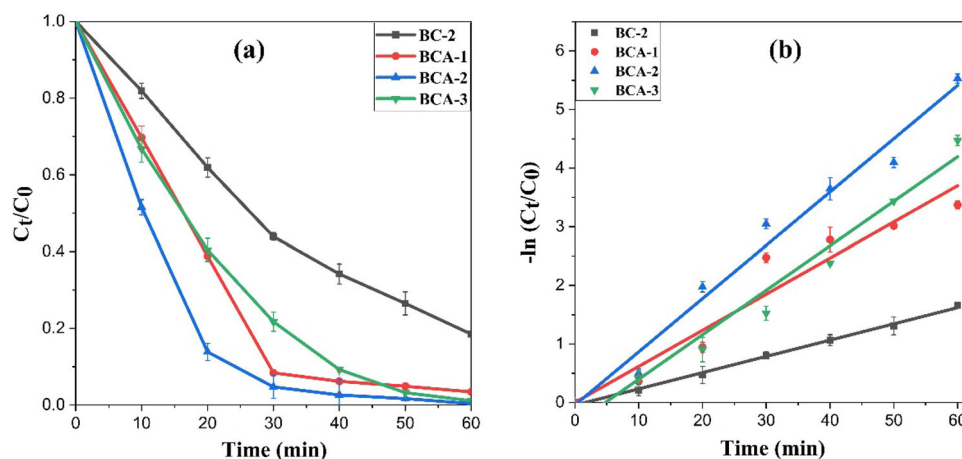 (a)
BC-2
BCA-1
BCA-2
BCA-3
Ct/C0
1.0
0.8
0.6
0.4
0.2
0.0
0 10 20 30 40 50 60
Time (min)
(b)
BC-2
BCA-1
BCA-2
BCA-3
-ln (Ct/C0)
6
5
4
3
2
1
0
0 10 20 30 40 50 60
Time (min)